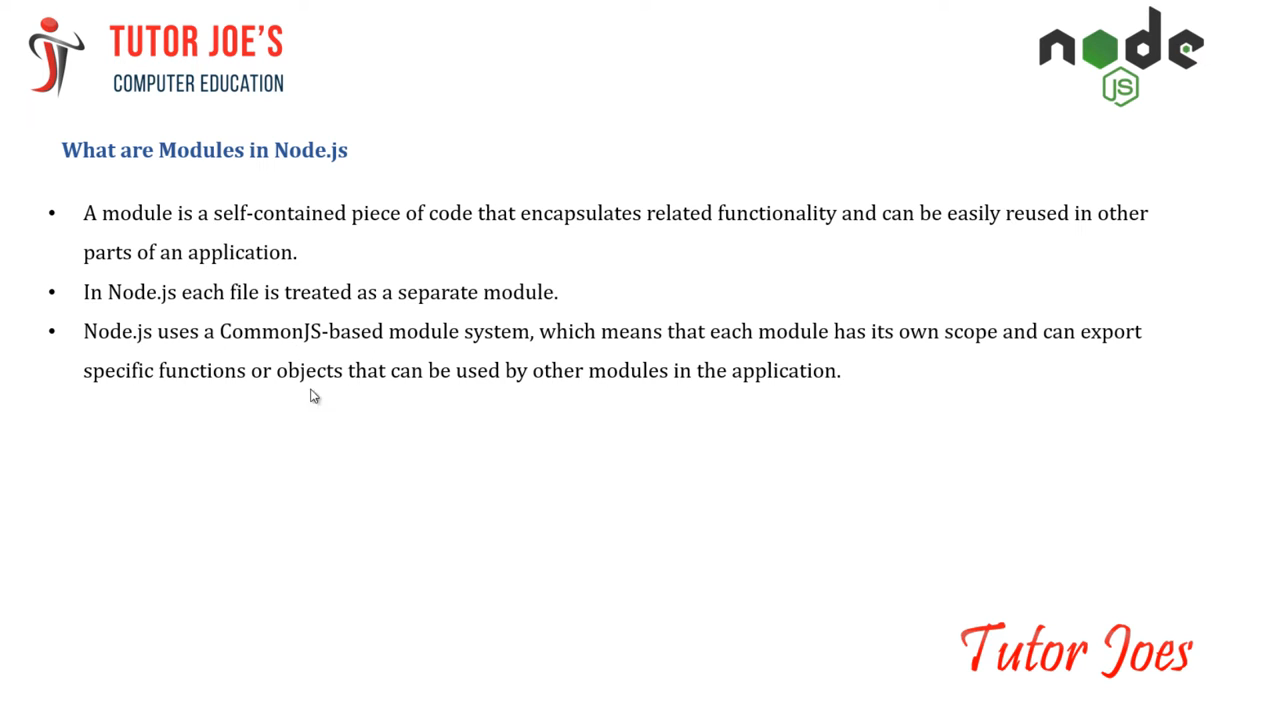 TUTOR JOE'S
COMPUTER EDUCATION
node
JS
What are Modules in Node.js
• A module is a self-contained piece of code that encapsulates related functionality and can be easily reused in other
parts of an application.
• In Node.js each file is treated as a separate module.
• Node.js uses a CommonJS-based module system, which means that each module has its own scope and can export
specific functions or objects that can be used by other modules in the application.
Tutor Joes